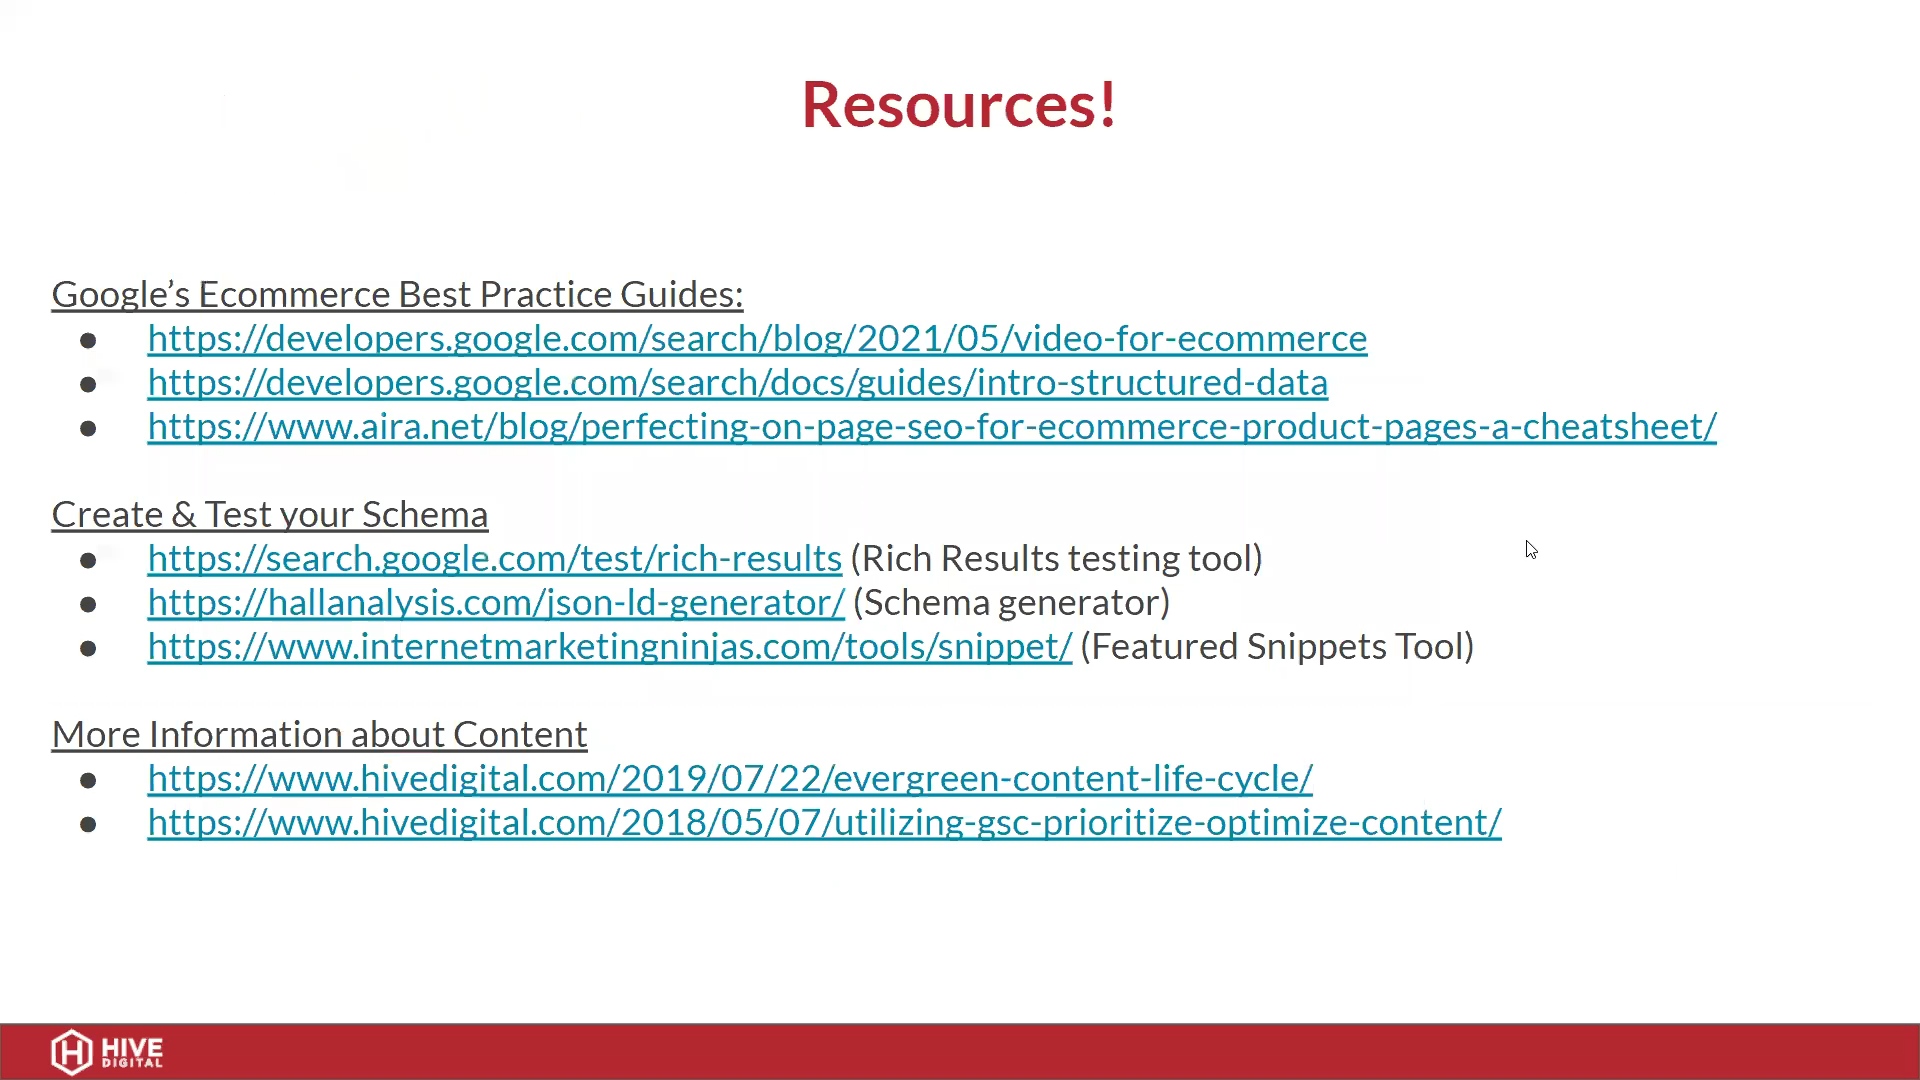 Resources!
Google’s Ecommerce Best Practice Guides:
● https://developers.google.com/search/blog/2021/05/video-for-ecommerce
● https://developers.google.com/search/docs/guides/intro-structured-data
● https://www.aira.net/blog/perfecting-on-page-seo-for-ecommerce-product-pages-a-cheatsheet/
Create & Test your Schema
● https://search.google.com/test/rich-results (Rich Results testing tool)
● https://hallanalysis.com/json-ld-generator/ (Schema generator)
● https://www.internetmarketingninjas.com/tools/snippet/ (Featured Snippets Tool)
More Information about Content
● https://www.hivedigital.com/2019/07/22/evergreen-content-life-cycle/
● https://www.hivedigital.com/2018/05/07/utilizing-gsc-prioritize-optimize-content/
HIVE
DIGITAL